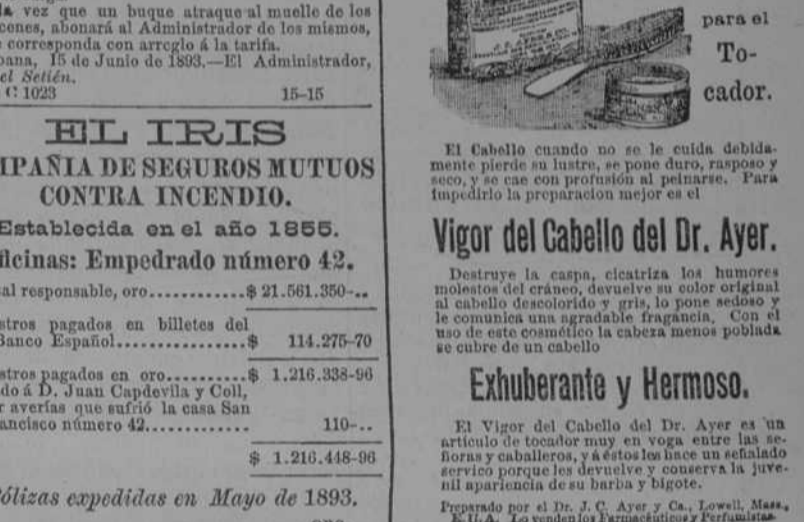 vez que un buque atraque al muelle de los
abonará al Administrador de los mismos,
corresponda con arreglo á la tarifa.
15 de Junio de 1893.—El Administrador,
el Setién.
C 1023 15-15
EL IRIS
DE SEGUROS MUTUOS
CONTRA INCENDIO.
Establecida en el año 1855.
Empedrado número 42.
responsable, oro............$ 21.561.350-..
pagados en billetes del
Banco Español...............$ 114.275-70
pagados en oro..........$ 1.216.338-96
á D. Juan Capdevila y Coll,
averías que sufrió la casa San
número 42............ 110-..
$ 1.216.448-96
expedidas en Mayo de 1893.
para el
To-
cador.
El Cabello cuando no se le cuida debida-
mente pierde su lustre, se pone duro, rasposo y
seco, y se cae con profusión al peinarse. Para
impedirlo la preparacion mejor es el
Vigor del Cabello del Dr. Ayer.
Destruye la caspa, cicatriza los humores
molestos del cráneo, devuelve su color original
al cabello descolorido y gris, lo pone sedoso y
le comunica una agradable fragancia. Con el
uso de este cosmético la cabeza menos poblada
se cubre de un cabello
Exhuberante y Hermoso.
El Vigor del Cabello del Dr. Ayer es un
artículo de tocador muy en voga entre las se-
ñoras y caballeros, y á éstos les hace un señalado
servico porque les devuelve y conserva la juve-
nil apariencia de su barba y bigote.
Preparado por el Dr. J. C. Ayer y Ca., Lowell, Mass.,
E.U.A. Lo venden los Farmacéuticos y Perfumistas.